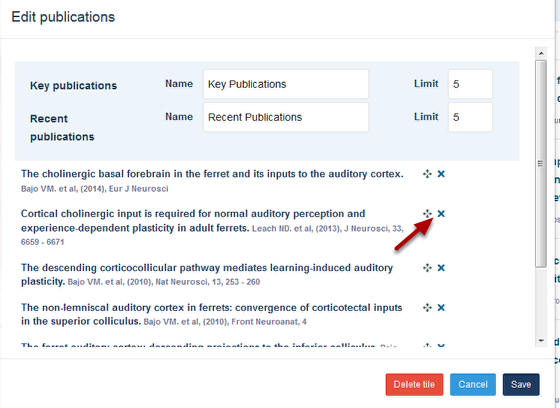 Edit publications
Key publications Name Key Publications Limit 5
Recent publications Name Recent Publications Limit 5
The cholinergic basal forebrain in the ferret and its inputs to the auditory cortex.
Bajo VM. et al, (2014), Eur J Neurosci
Cortical cholinergic input is required for normal auditory perception and
experience-dependent plasticity in adult ferrets. Leach ND. et al, (2013), J Neurosci, 33,
6659 - 6671
The descending corticocollicular pathway mediates learning-induced auditory
plasticity. Bajo VM. et al, (2010), Nat Neurosci, 13, 253 - 260
The non-lemniscal auditory cortex in ferrets: convergence of corticotectal inputs
in the superior colliculus. Bajo VM. et al, (2010), Front Neuroanat, 4
The ferret auditory cortex: descending projections to the inferior colliculus. Bajo
Delete tile Cancel Save